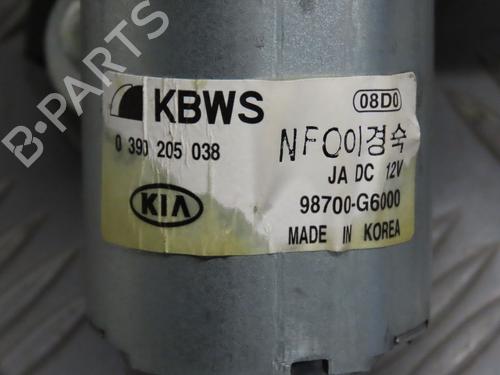 KBWS
08D0
0 390 205 038
NFO이경숙
JA DC 12V
KIA
98700-G6000
MADE IN KOREA
B-PARTS